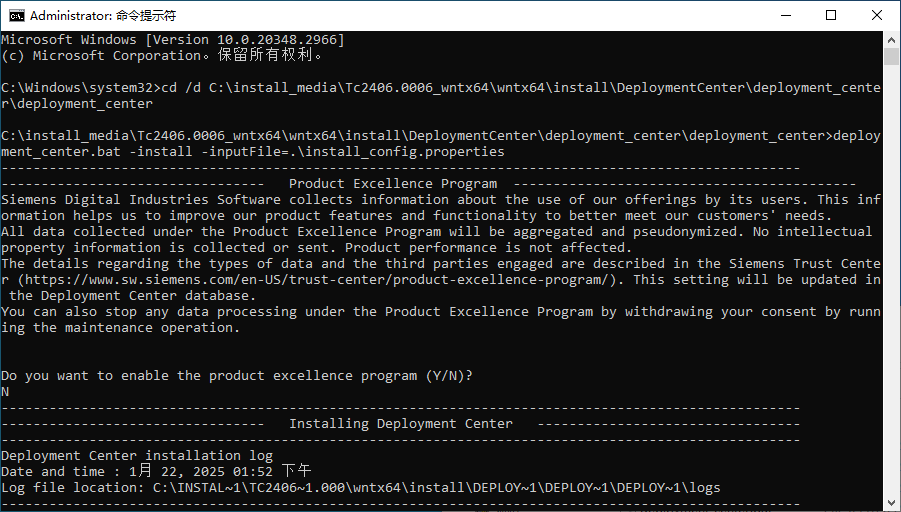 Administrator: 命令提示符
Microsoft Windows [Version 10.0.20348.2966]
(c) Microsoft Corporation。保留所有权利。
C:\Windows\system32>cd /d C:\install_media\Tc2406.0006_wntx64\wntx64\install\DeploymentCenter\deployment_cente
r\deployment_center
C:\install_media\Tc2406.0006_wntx64\wntx64\install\DeploymentCenter\deployment_center\deployment_center>deploy
ment_center.bat -install -inputFile=.\install_config.properties
----------------------------------------------------------------------------------------------------
---------------------------------   Product Excellence Program  -------------------------------------------
Siemens Digital Industries Software collects information about the use of our offerings by its users. This inf
ormation helps us to improve our product features and functionality to better meet our customers' needs.
All data collected under the Product Excellence Program will be aggregated and pseudonymized. No intellectual
property information is collected or sent. Product performance is not affected.
The details regarding the types of data and the third parties engaged are described in the Siemens Trust Cente
r (https://www.sw.siemens.com/en-US/trust-center/product-excellence-program/). This setting will be updated in
 the Deployment Center database.
You can also stop any data processing under the Product Excellence Program by withdrawing your consent by runn
ing the maintenance operation.
Do you want to enable the product excellence program (Y/N)?
N
----------------------------------------------------------------------------------------------------
---------------------------------   Installing Deployment Center   ---------------------------------
----------------------------------------------------------------------------------------------------
Deployment Center installation log
Date and time : 1月 22, 2025 01:52 下午
Log file location: C:\INSTAL~1\TC2406~1.000\wntx64\install\DEPLOY~1\DEPLOY~1\DEPLOY~1\logs
----------------------------------------------------------------------------------------------------